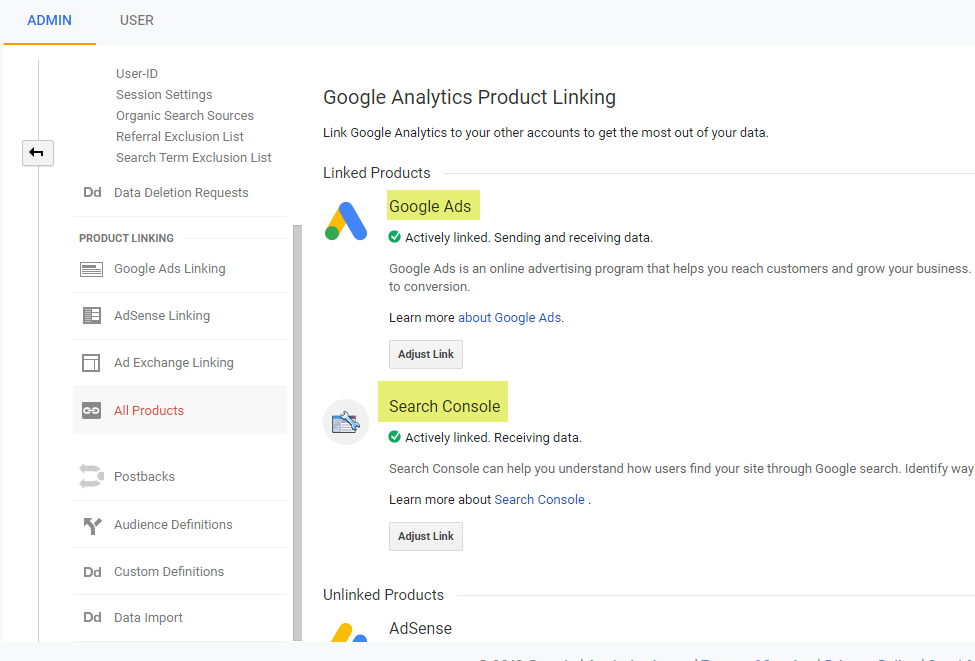 ADMIN
USER
User-ID
Session Settings
Organic Search Sources
Referral Exclusion List
Search Term Exclusion List
Dd Data Deletion Requests
PRODUCT LINKING
Google Ads Linking
AdSense Linking
Ad Exchange Linking
All Products
Postbacks
Audience Definitions
Dd Custom Definitions
Dd Data Import
Google Analytics Product Linking
Link Google Analytics to your other accounts to get the most out of your data.
Linked Products
Google Ads
Actively linked. Sending and receiving data.
Google Ads is an online advertising program that helps you reach customers and grow your business.
to conversion.
Learn more about Google Ads.
Adjust Link
Search Console
Actively linked. Receiving data.
Search Console can help you understand how users find your site through Google search. Identify way
Learn more about Search Console .
Adjust Link
Unlinked Products
AdSense